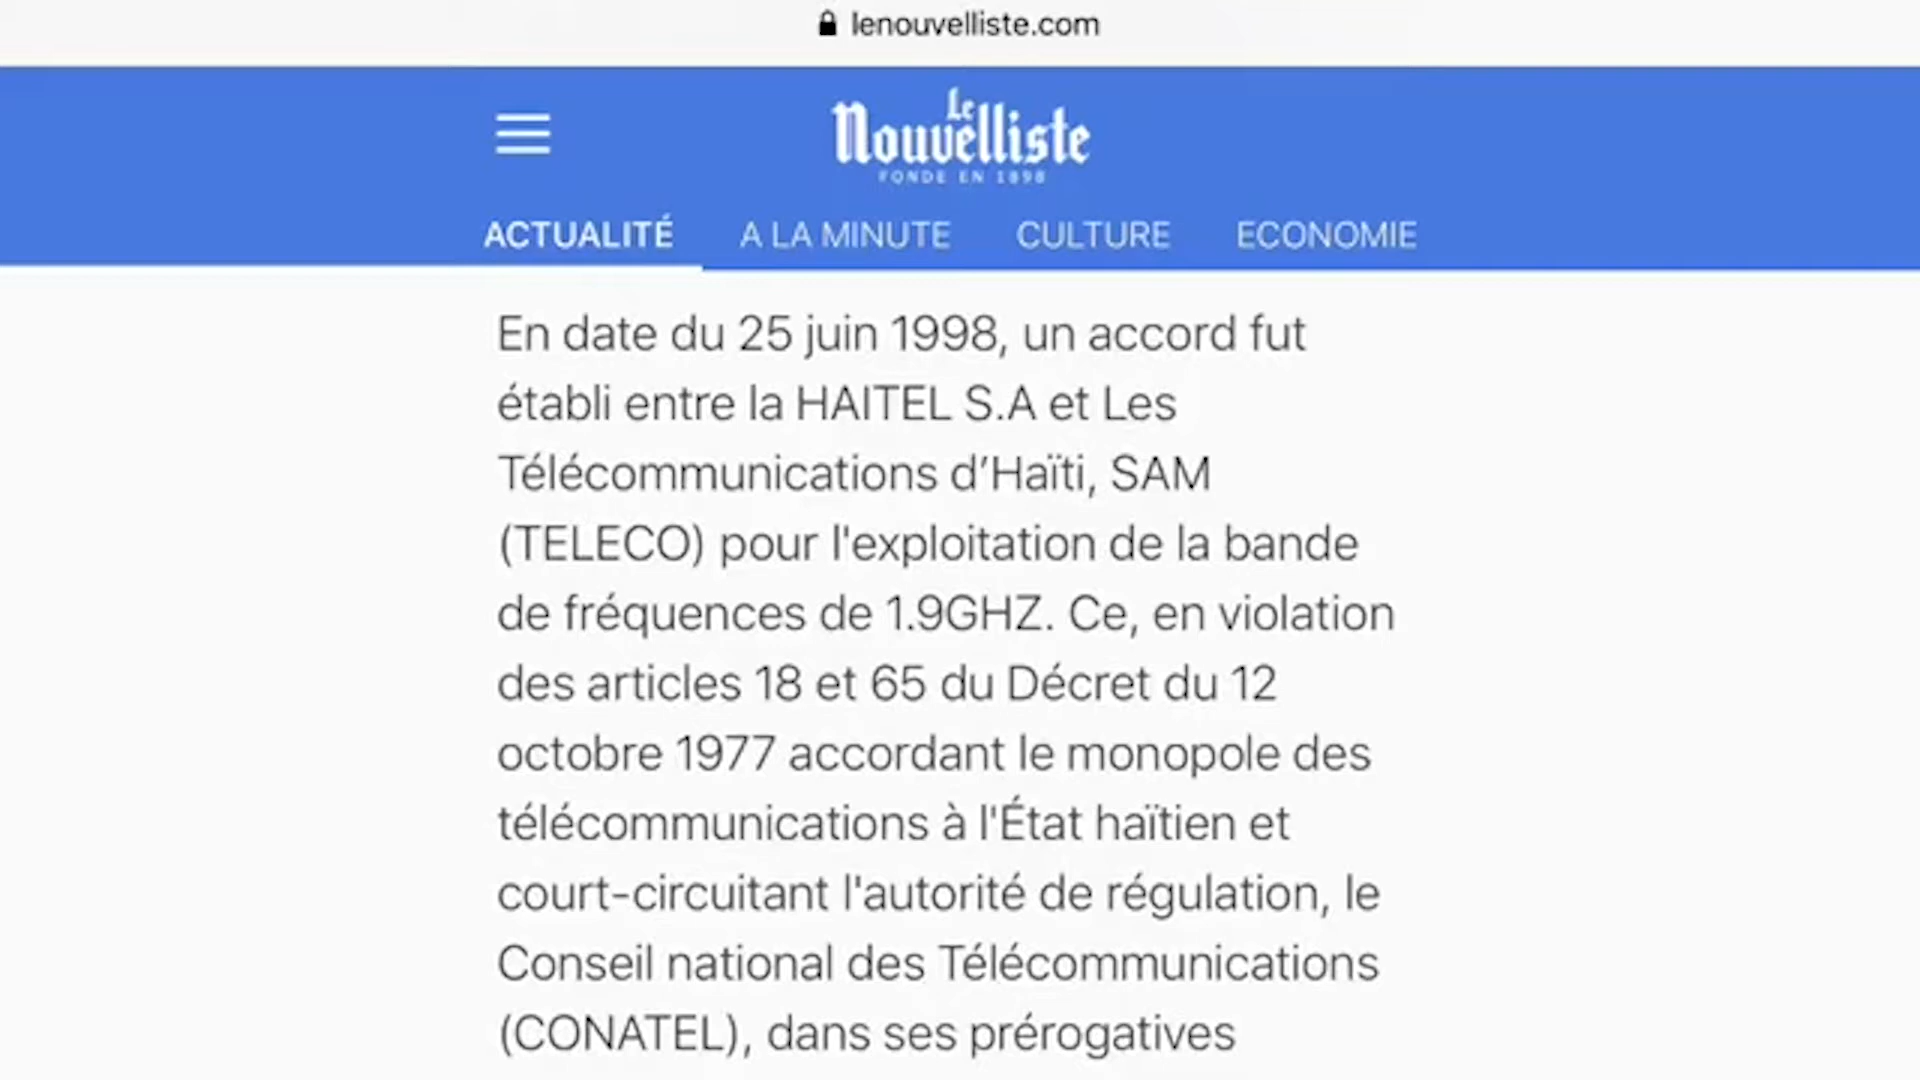 lenouvelliste.com
Le
Nouvelliste
FONDE EN 1898
ACTUALITÉ A LA MINUTE CULTURE ECONOMIE
En date du 25 juin 1998, un accord fut
établi entre la HAITEL S.A et Les
Télécommunications d’Haïti, SAM
(TELECO) pour l'exploitation de la bande
de fréquences de 1.9GHZ. Ce, en violation
des articles 18 et 65 du Décret du 12
octobre 1977 accordant le monopole des
télécommunications à l'État haïtien et
court-circuitant l'autorité de régulation, le
Conseil national des Télécommunications
(CONATEL), dans ses prérogatives